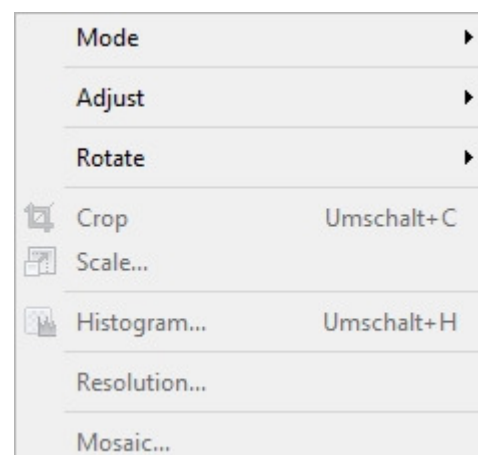 Mode
Adjust
Rotate
Crop Umschalt+C
Scale...
Histogram... Umschalt+H
Resolution...
Mosaic...